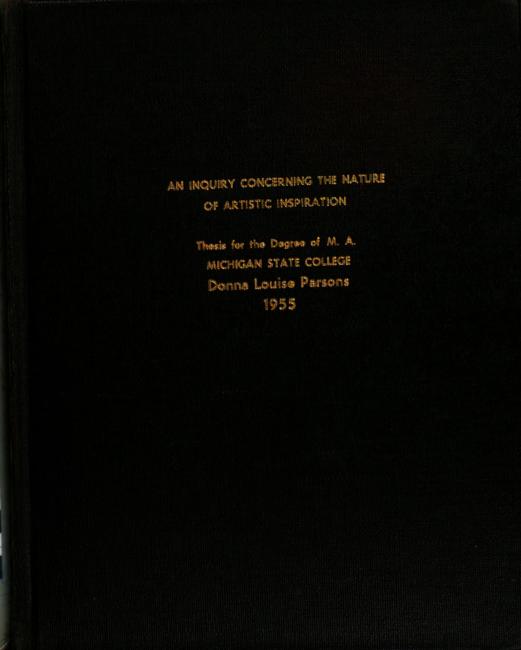 AN INQUIRY CONCERNING THE NATURE
OF ARTISTIC INSPIRATION
Thesis for the Degree of M. A.
MICHIGAN STATE COLLEGE
Donna Louise Parsons
1955